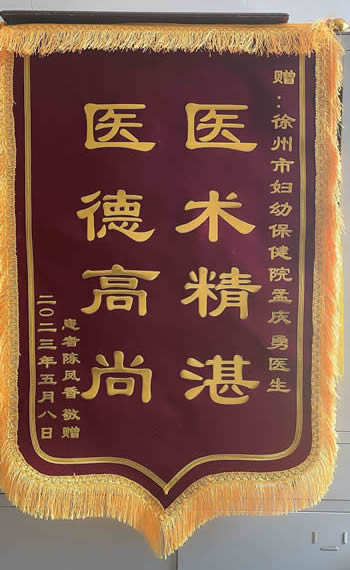 赠：徐州市妇幼保健院孟庆勇医生
医术精湛
医德高尚
患者陈凤香敬赠
二〇二三年五月八日